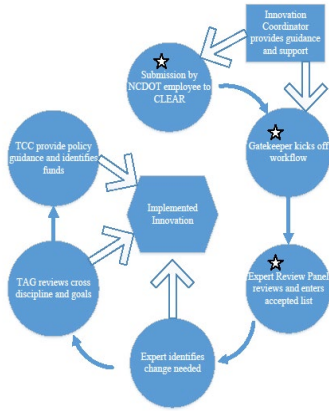 Innovation
Coordinator
provides guidance
and support
Submission by
NCDOT employee to
CLEAR
TCC provide policy
guidance and identifies
funds
Gatekeeper kicks off
workflow
Implemented
Innovation
TAG reviews cross
discipline and goals
Expert Review Panel
reviews and enters
accepted list
Expert identifies
change needed